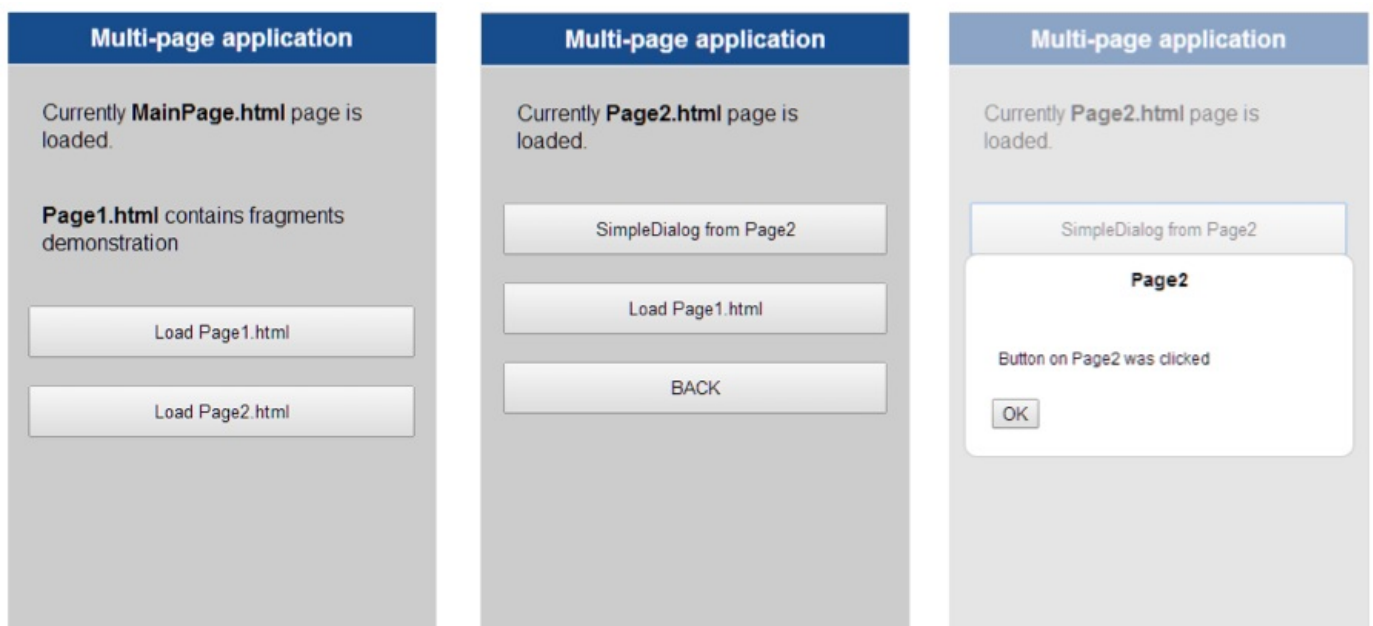 Multi-page application
Currently MainPage.html page is
loaded.
Page1.html contains fragments
demonstration
Load Page1.html
Load Page2.html
Multi-page application
Currently Page2.html page is
loaded.
SimpleDialog from Page2
Load Page1.html
BACK
Multi-page application
Currently Page2.html page is
loaded.
SimpleDialog from Page2
Page2
Button on Page2 was clicked
OK